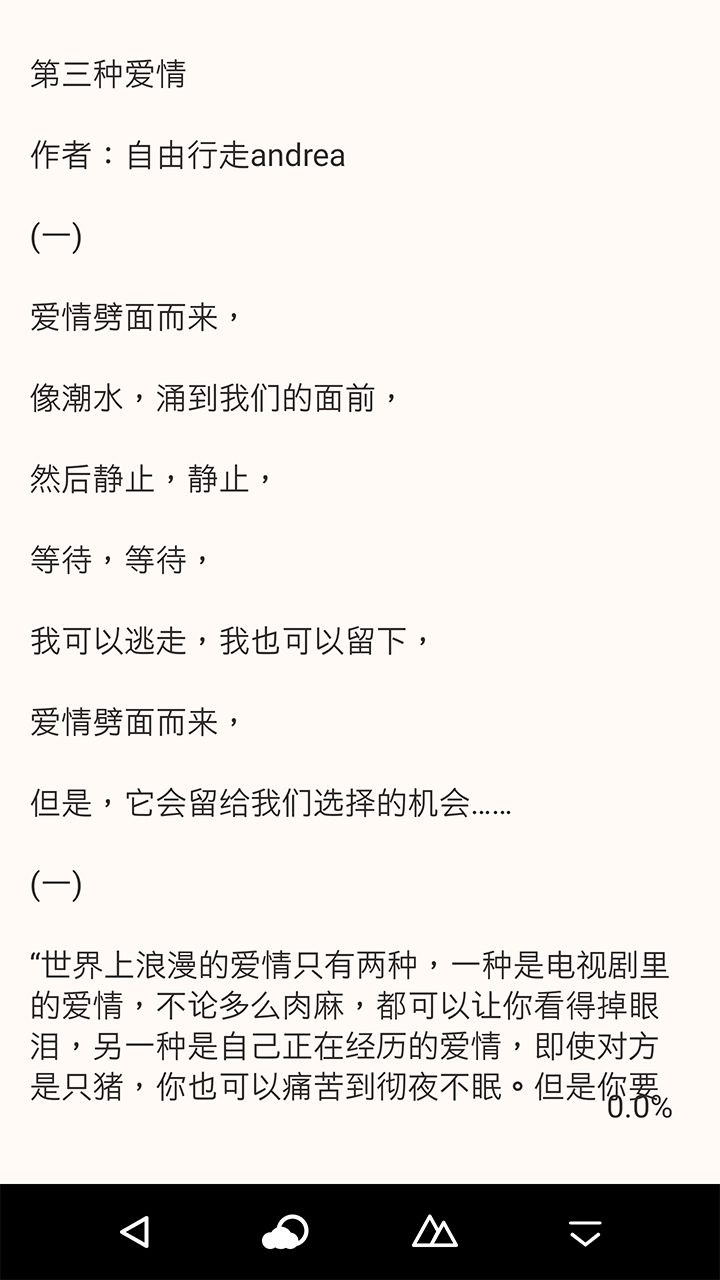 第三种爱情
作者：自由行走andrea
(一)
爱情劈面而来，
像潮水，涌到我们的面前，
然后静止，静止，
等待，等待，
我可以逃走，我也可以留下，
爱情劈面而来，
但是，它会留给我们选择的机会……
(一)
“世界上浪漫的爱情只有两种，一种是电视剧里
的爱情，不论多么肉麻，都可以让你看得掉眼
泪，另一种是自己正在经历的爱情，即使对方
是只猪，你也可以痛苦到彻夜不眠。但是你要
0.0%